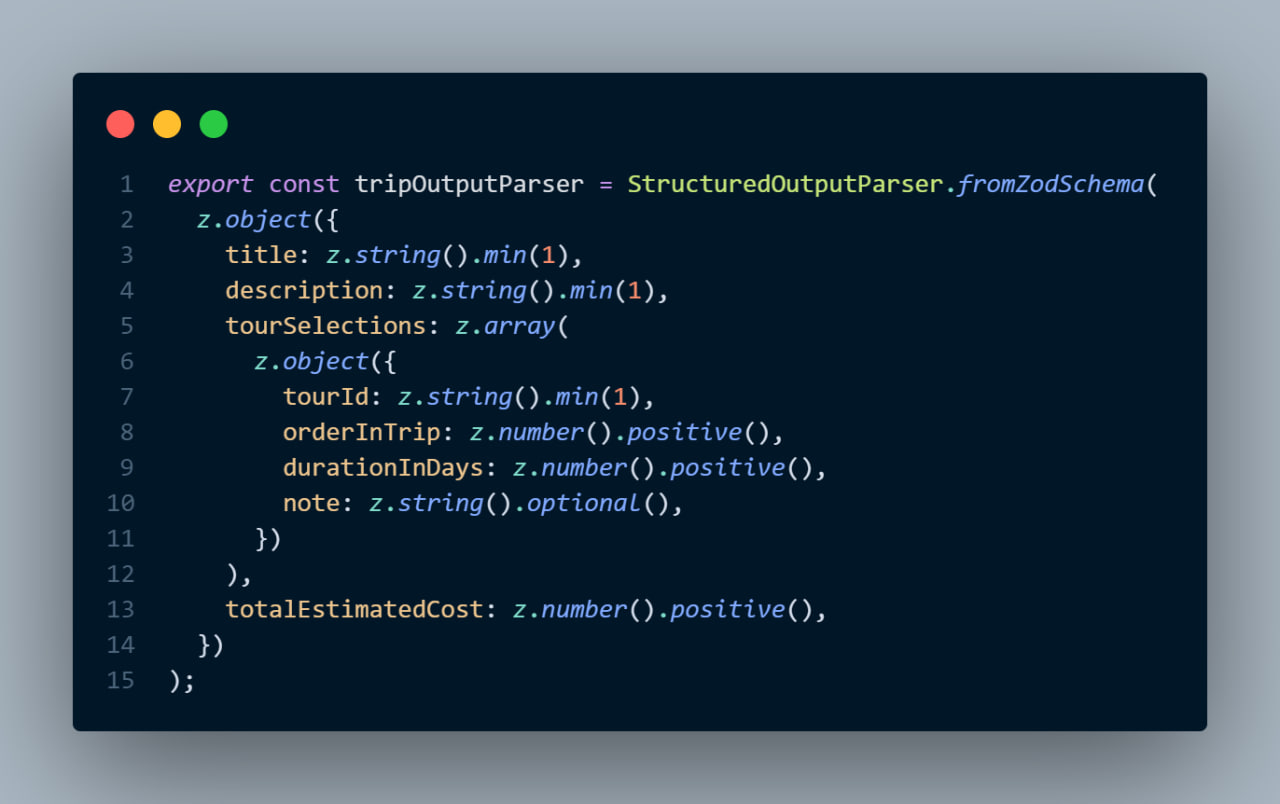 1 export const tripOutputParser = StructuredOutputParser.fromZodSchema(
2   z.object({
3     title: z.string().min(1),
4     description: z.string().min(1),
5     tourSelections: z.array(
6       z.object({
7         tourId: z.string().min(1),
8         orderInTrip: z.number().positive(),
9         durationInDays: z.number().positive(),
10         note: z.string().optional(),
11       })
12     ),
13     totalEstimatedCost: z.number().positive(),
14   })
15 );